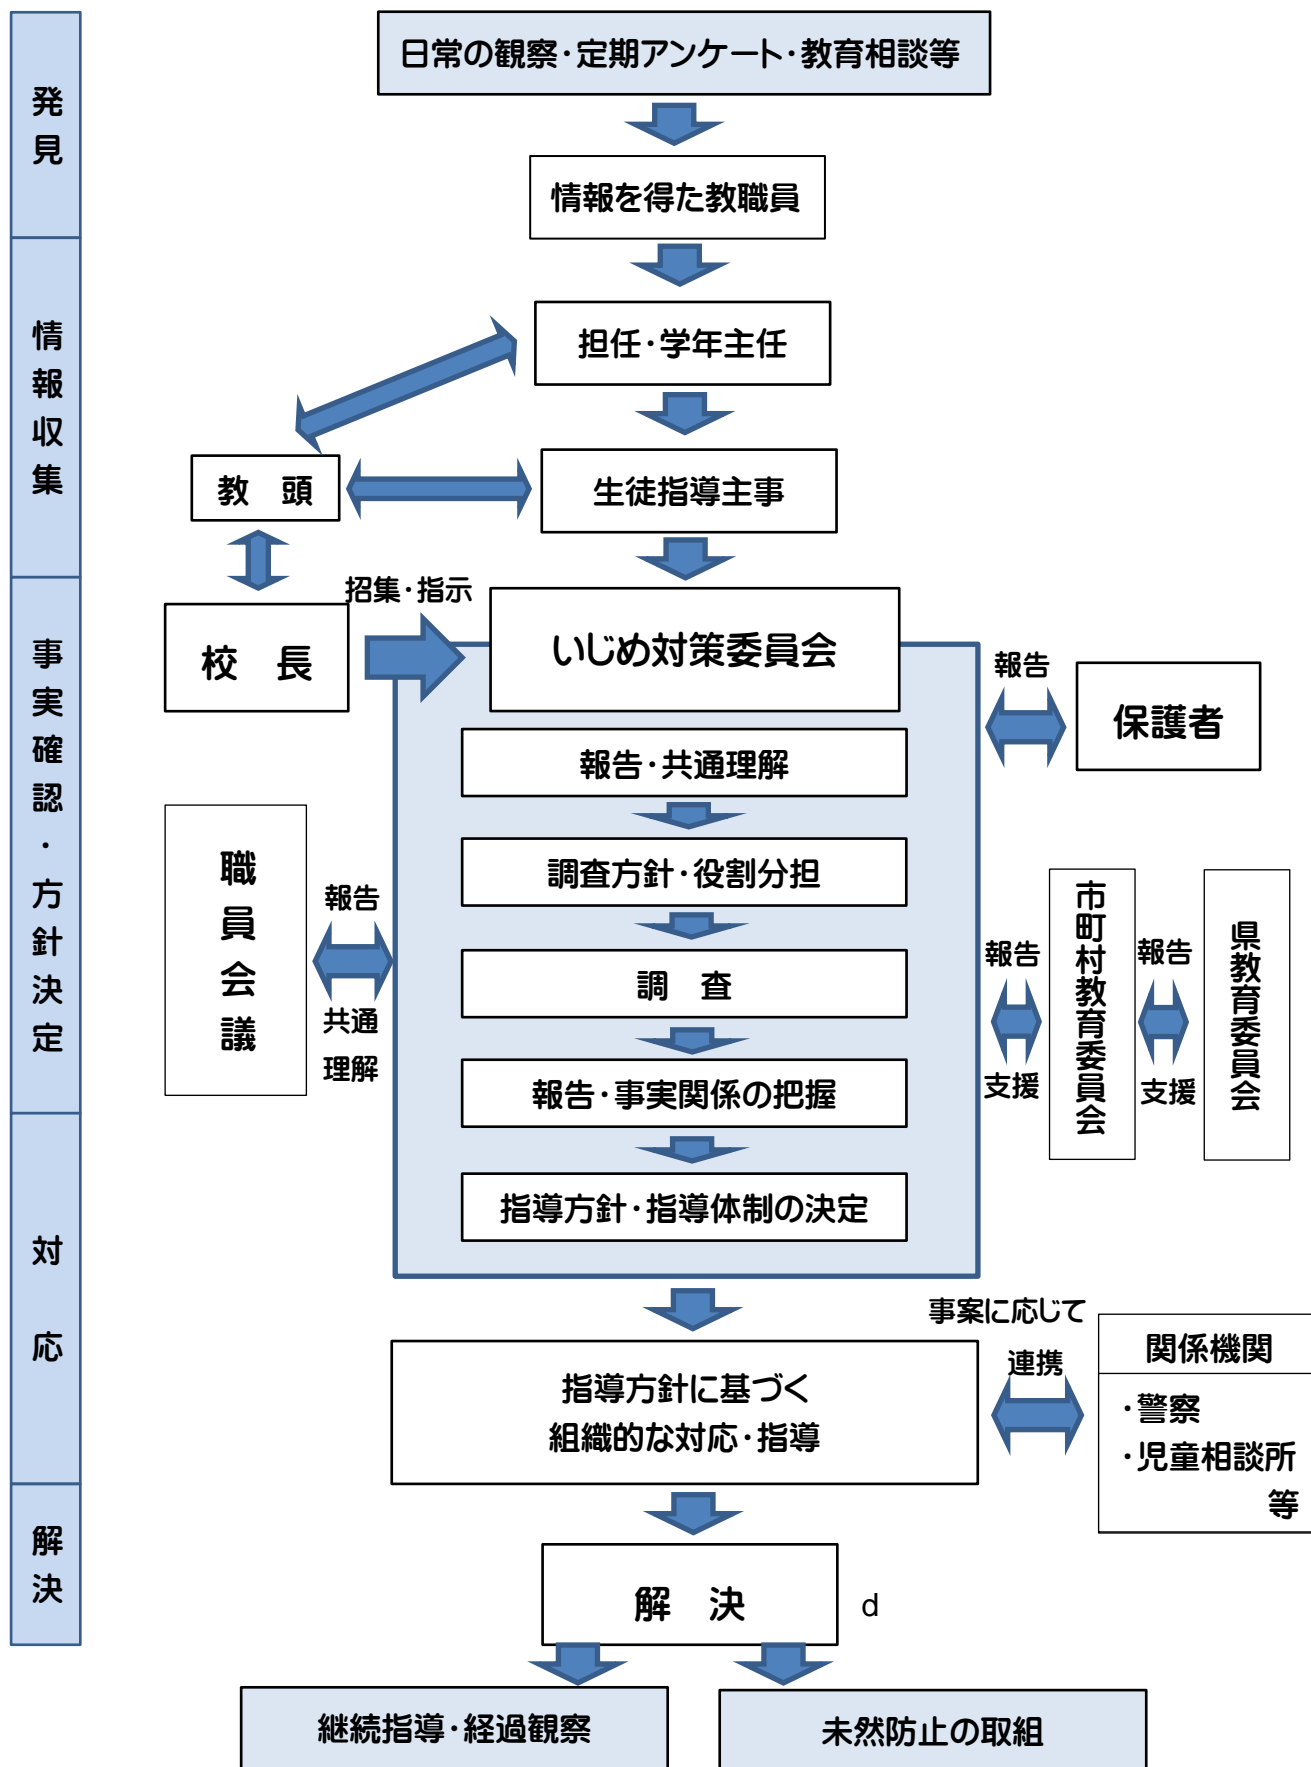 発見
情報収集
事実確認・方針決定
対応
解決
日常の観察・定期アンケート・教育相談等
情報を得た教職員
担任・学年主任
教　頭
生徒指導主事
招集・指示
校　長
いじめ対策委員会
報告
保護者
報告・共通理解
調査方針・役割分担
職員会議
報告
共通
理解
調　査
報告
支援
市町村教育委員会
報告
支援
県教育委員会
報告・事実関係の把握
指導方針・指導体制の決定
事案に応じて
連携
関係機関
・警察
・児童相談所
等
指導方針に基づく
組織的な対応・指導
解　決
d
継続指導・経過観察
未然防止の取組